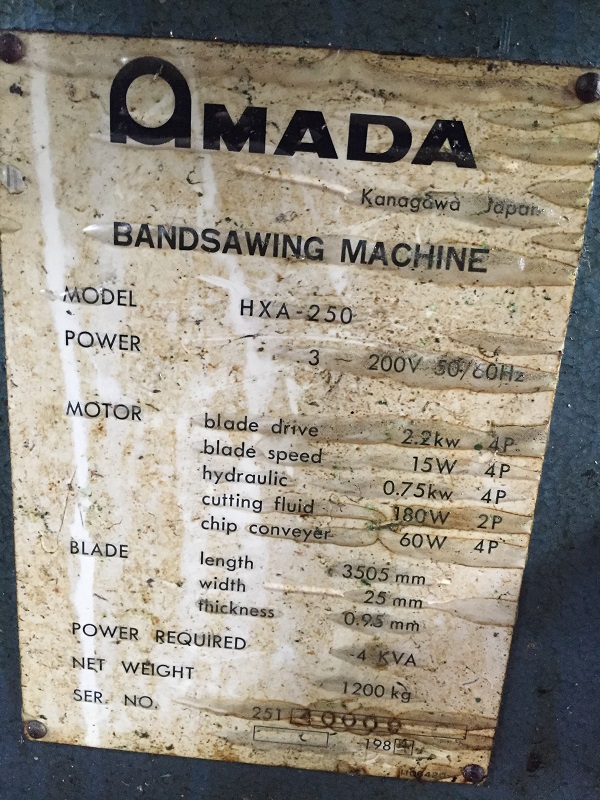 AMADA
Kanagawa Japan
BANDSAWING MACHINE
MODEL HXA-250
POWER 3 ~ 200V 50/60Hz
MOTOR blade drive 2.2kw 4P
blade speed 15W 4P
hydraulic 0.75kw 4P
cutting fluid 180W 2P
chip conveyer 60W 4P
BLADE length 3505 mm
width 25 mm
thickness 0.95 mm
POWER REQUIRED 4 KVA
NET WEIGHT 1200 kg
SER. NO. 251
1984